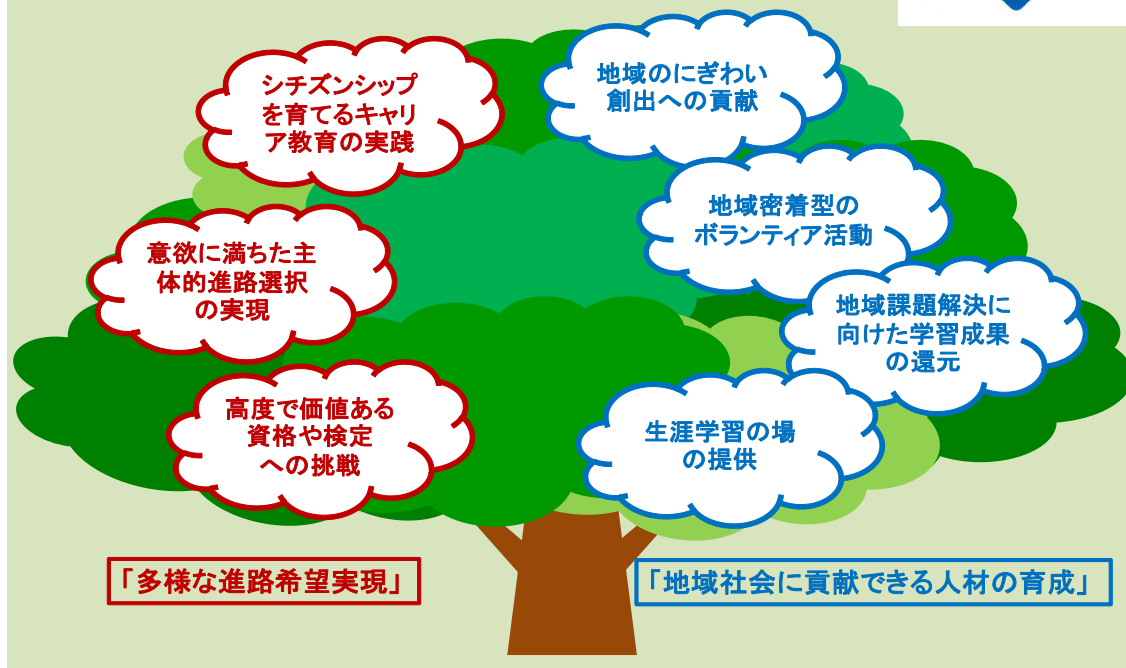 シチズンシップ
を育てるキャリ
ア教育の実践
意欲に満ちた主
体的進路選択
の実現
高度で価値ある
資格や検定
への挑戦
「多様な進路希望実現」
地域のにぎわい
創出への貢献
地域密着型の
ボランティア活動
地域課題解決に
向けた学習成果
の還元
生涯学習の場
の提供
「地域社会に貢献できる人材の育成」